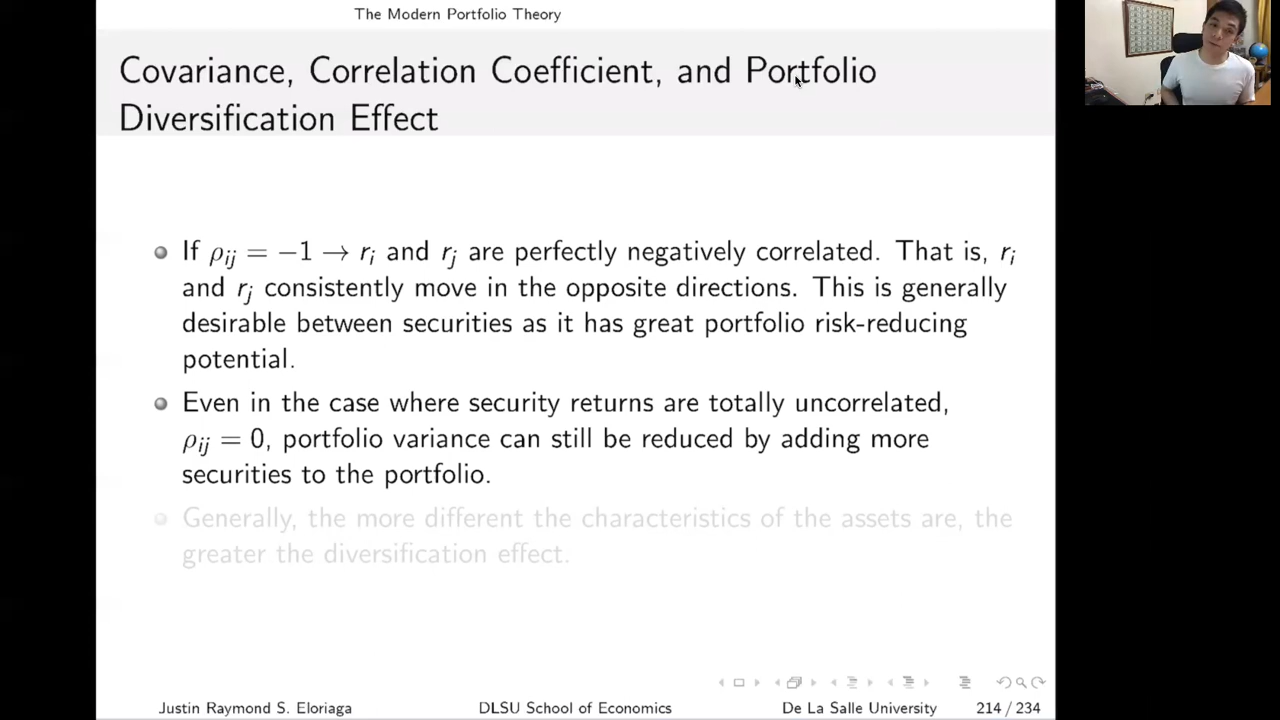 The Modern Portfolio Theory
Covariance, Correlation Coefficient, and Portfolio
Diversification Effect
If ρij = −1 → ri and rj are perfectly negatively correlated. That is, ri
and rj consistently move in the opposite directions. This is generally
desirable between securities as it has great portfolio risk-reducing
potential.
Even in the case where security returns are totally uncorrelated,
ρij = 0, portfolio variance can still be reduced by adding more
securities to the portfolio.
Generally, the more different the characteristics of the assets are, the
greater the diversification effect.
Justin Raymond S. Eloriaga DLSU School of Economics De La Salle University 214 / 234